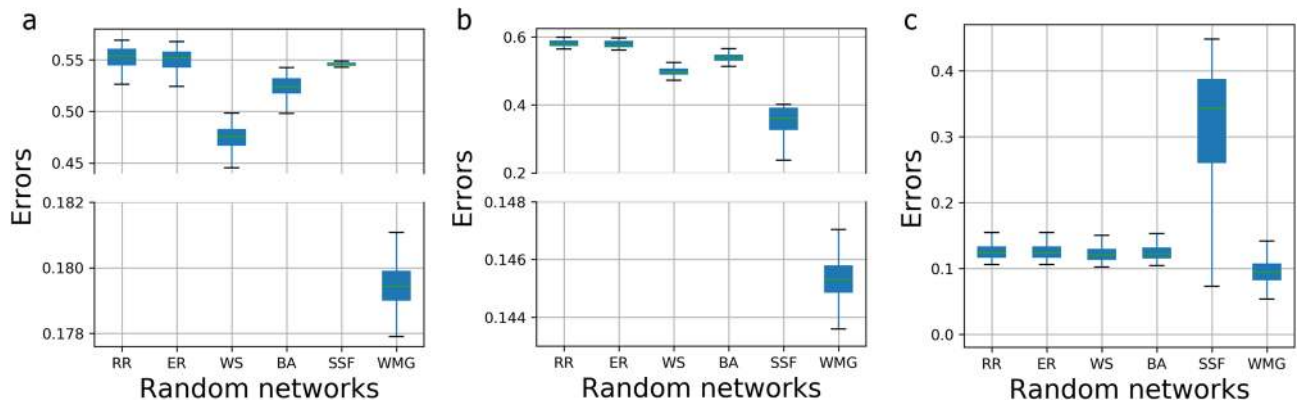 a
Errors
0.55
0.50
0.45
0.182
0.180
0.178
RR ER WS BA SSF WMG
Random networks
b
Errors
0.6
0.4
0.2
0.148
0.146
0.144
RR ER WS BA SSF WMG
Random networks
c
Errors
0.4
0.3
0.2
0.1
0.0
RR ER WS BA SSF WMG
Random networks